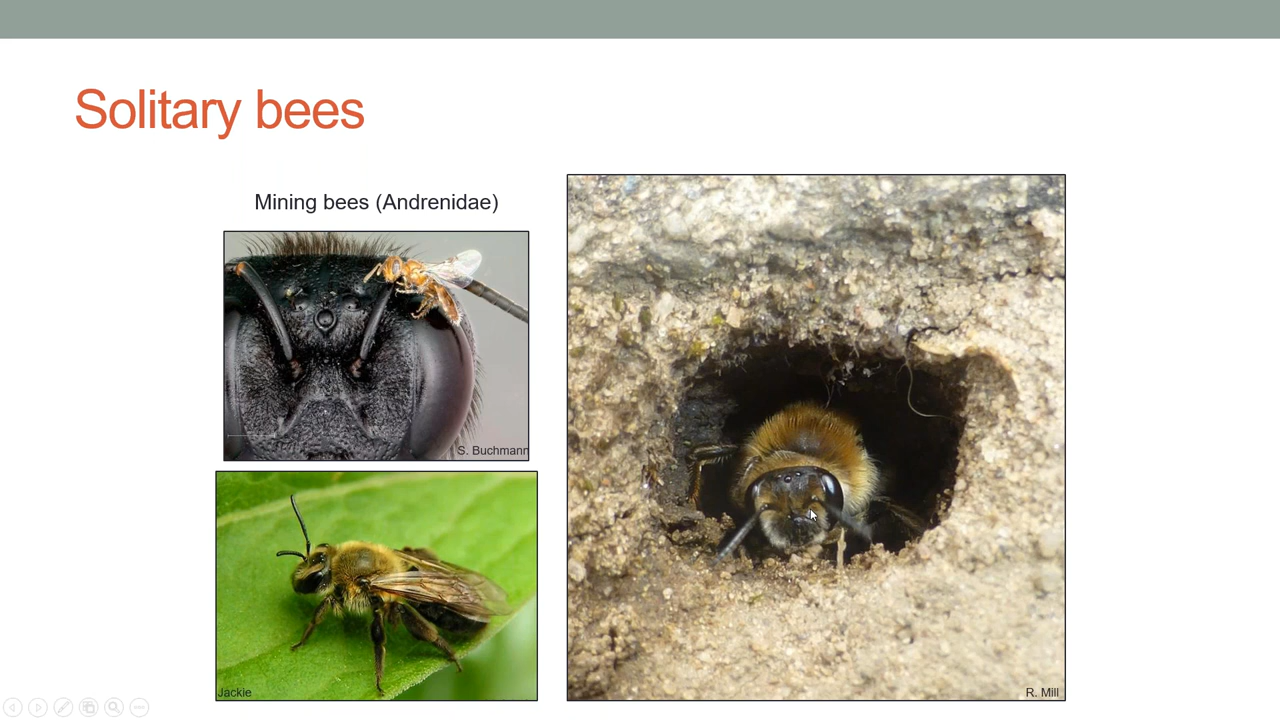 Solitary bees
Mining bees (Andrenidae)
S. Buchmann
Jackie
R. Mill